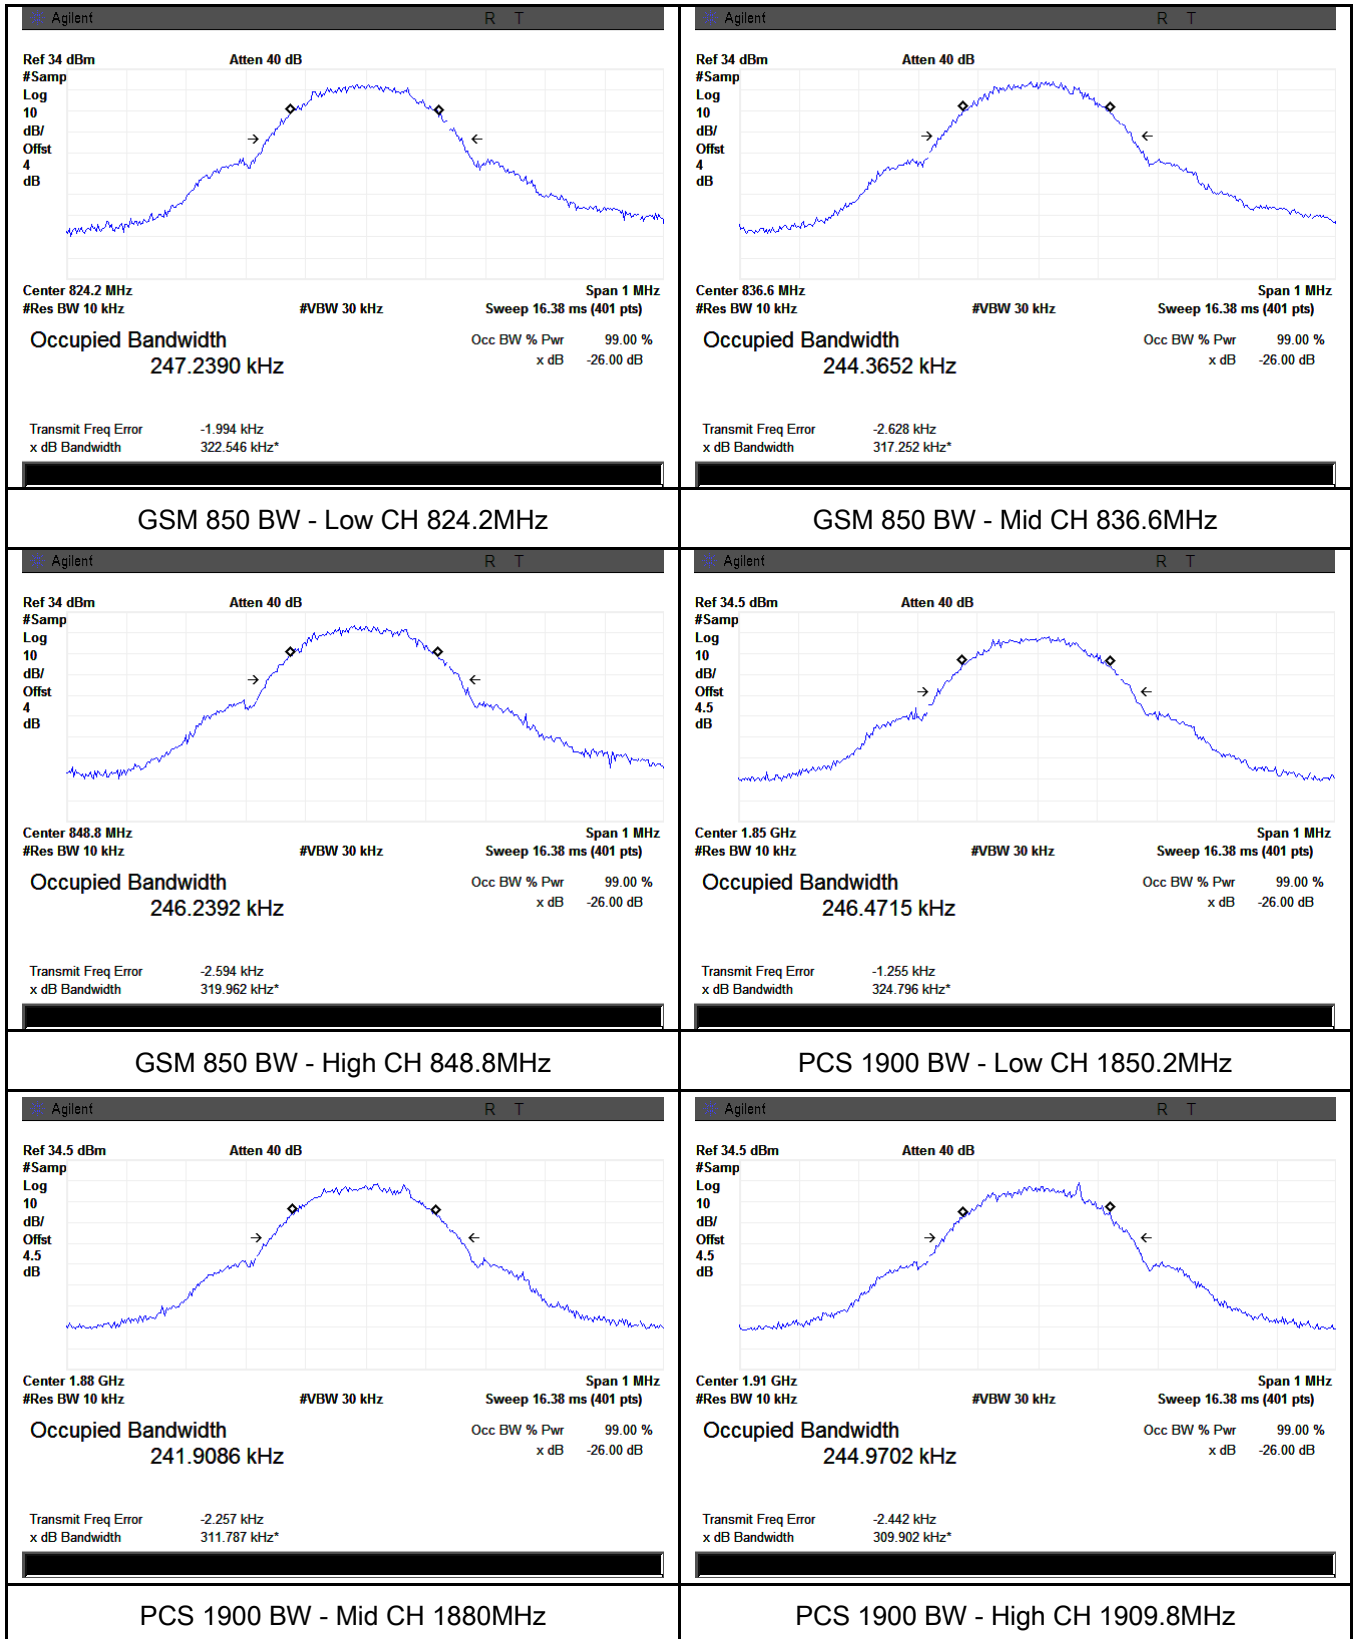 Agilent R T
Ref 34 dBm Atten 40 dB
#Samp
Log
10
dB/
Offst
4
dB
Center 824.2 MHz Span 1 MHz
#Res BW 10 kHz #VBW 30 kHz Sweep 16.38 ms (401 pts)
Occupied Bandwidth Occ BW % Pwr 99.00 %
247.2390 kHz x dB -26.00 dB
Transmit Freq Error -1.994 kHz
x dB Bandwidth 322.546 kHz*
GSM 850 BW - Low CH 824.2MHz
Agilent R T
Ref 34 dBm Atten 40 dB
#Samp
Log
10
dB/
Offst
4
dB
Center 836.6 MHz Span 1 MHz
#Res BW 10 kHz #VBW 30 kHz Sweep 16.38 ms (401 pts)
Occupied Bandwidth Occ BW % Pwr 99.00 %
244.3652 kHz x dB -26.00 dB
Transmit Freq Error -2.628 kHz
x dB Bandwidth 317.252 kHz*
GSM 850 BW - Mid CH 836.6MHz
Agilent R T
Ref 34 dBm Atten 40 dB
#Samp
Log
10
dB/
Offst
4
dB
Center 848.8 MHz Span 1 MHz
#Res BW 10 kHz #VBW 30 kHz Sweep 16.38 ms (401 pts)
Occupied Bandwidth Occ BW % Pwr 99.00 %
246.2392 kHz x dB -26.00 dB
Transmit Freq Error -2.594 kHz
x dB Bandwidth 319.962 kHz*
GSM 850 BW - High CH 848.8MHz
Agilent R T
Ref 34.5 dBm Atten 40 dB
#Samp
Log
10
dB/
Offst
4.5
dB
Center 1.85 GHz Span 1 MHz
#Res BW 10 kHz #VBW 30 kHz Sweep 16.38 ms (401 pts)
Occupied Bandwidth Occ BW % Pwr 99.00 %
246.4715 kHz x dB -26.00 dB
Transmit Freq Error -1.255 kHz
x dB Bandwidth 324.796 kHz*
PCS 1900 BW - Low CH 1850.2MHz
Agilent R T
Ref 34.5 dBm Atten 40 dB
#Samp
Log
10
dB/
Offst
4.5
dB
Center 1.88 GHz Span 1 MHz
#Res BW 10 kHz #VBW 30 kHz Sweep 16.38 ms (401 pts)
Occupied Bandwidth Occ BW % Pwr 99.00 %
241.9086 kHz x dB -26.00 dB
Transmit Freq Error -2.257 kHz
x dB Bandwidth 311.787 kHz*
PCS 1900 BW - Mid CH 1880MHz
Agilent R T
Ref 34.5 dBm Atten 40 dB
#Samp
Log
10
dB/
Offst
4.5
dB
Center 1.91 GHz Span 1 MHz
#Res BW 10 kHz #VBW 30 kHz Sweep 16.38 ms (401 pts)
Occupied Bandwidth Occ BW % Pwr 99.00 %
244.9702 kHz x dB -26.00 dB
Transmit Freq Error -2.442 kHz
x dB Bandwidth 309.902 kHz*
PCS 1900 BW - High CH 1909.8MHz